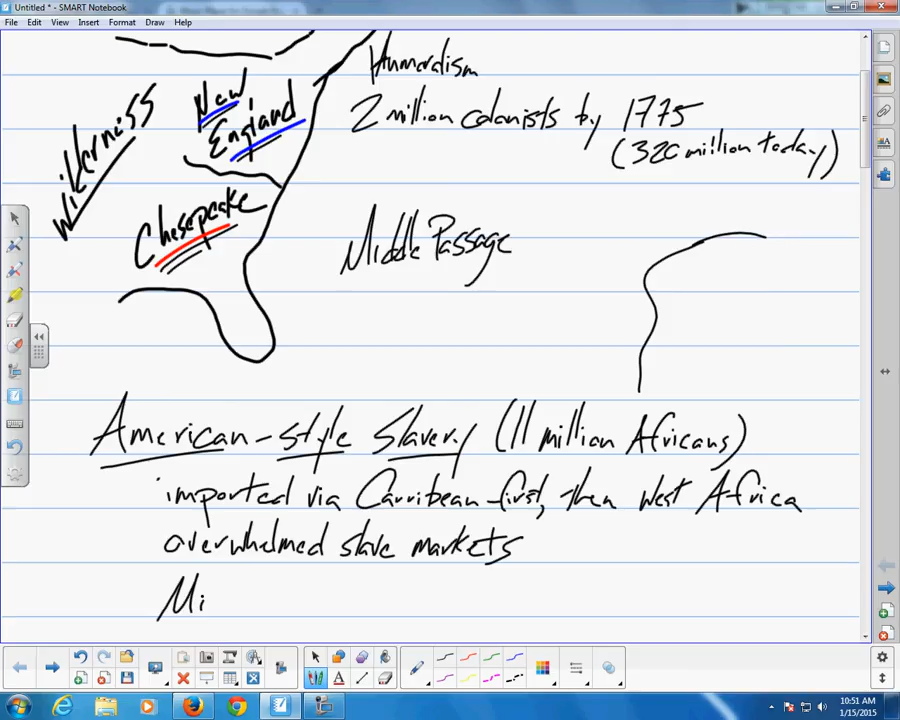 Untitled * - SMART Notebook
File Edit View Insert Format Draw Help
Wilderness
New
England
Chesepeake
2 million colonists by 1775
(320 million today)
Middle Passage
American-style Slavery (11 million Africans)
imported via Carribean first, then West Africa
overwhelmed slave markets
Mi
10:51 AM
1/15/2015